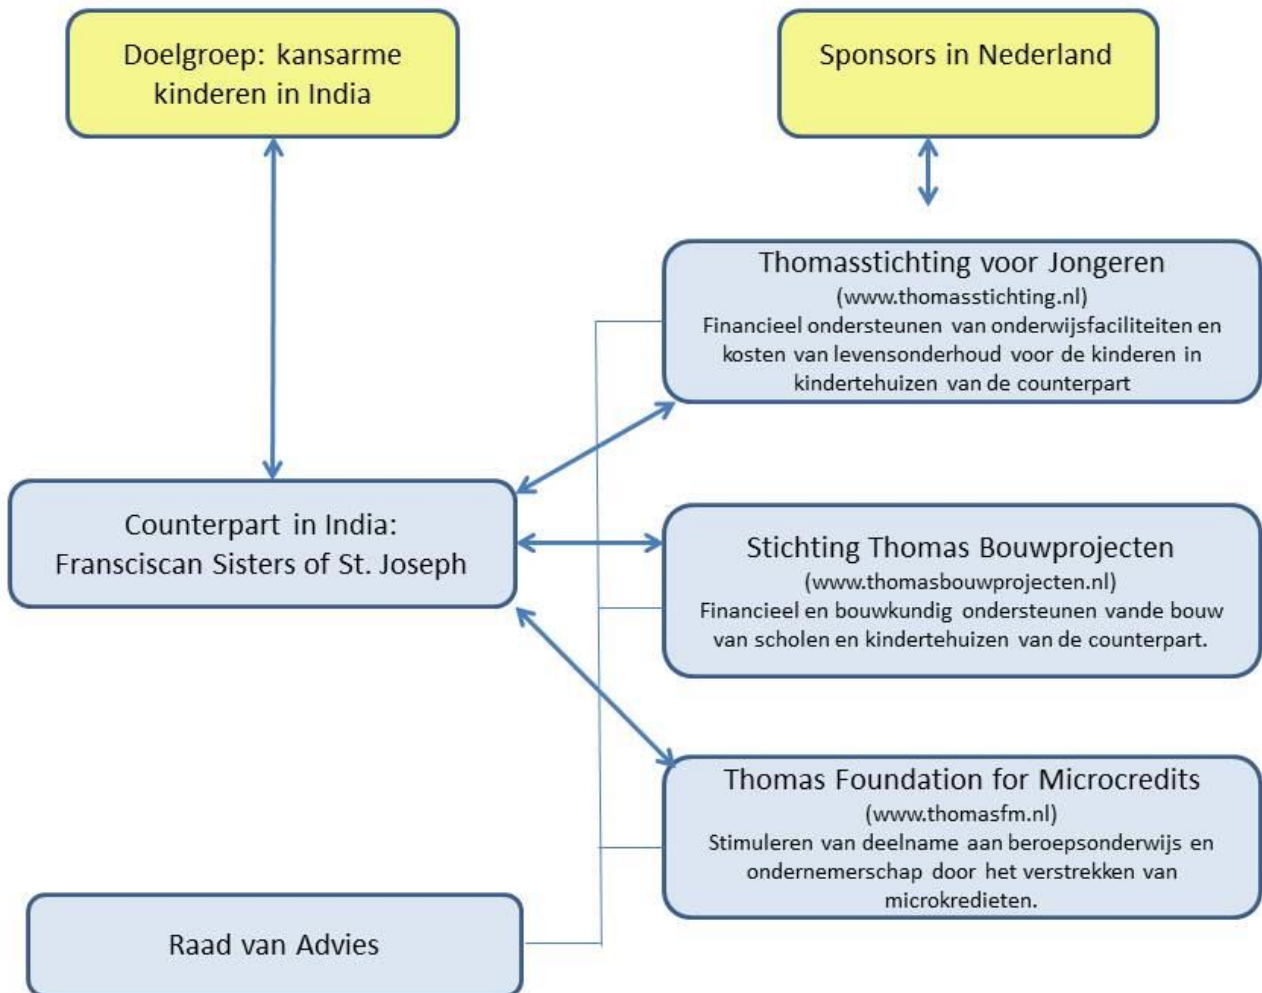 Doelgroep: kansarme
kinderen in India
Sponsors in Nederland
Thomasstichting voor Jongeren
(www.thomasstichting.nl)
Financieel ondersteunen van onderwijsfaciliteiten en
kosten van levensonderhoud voor de kinderen in
kindertehuizen van de counterpart
Counterpart in India:
Fransciscan Sisters of St. Joseph
Stichting Thomas Bouwprojecten
(www.thomasbouwprojecten.nl)
Financieel en bouwkundig ondersteunen vande bouw
van scholen en kindertehuizen van de counterpart.
Thomas Foundation for Microcredits
(www.thomasfm.nl)
Stimuleren van deelname aan beroepsonderwijs en
ondernemerschap door het verstrekken van
microkredieten.
Raad van Advies